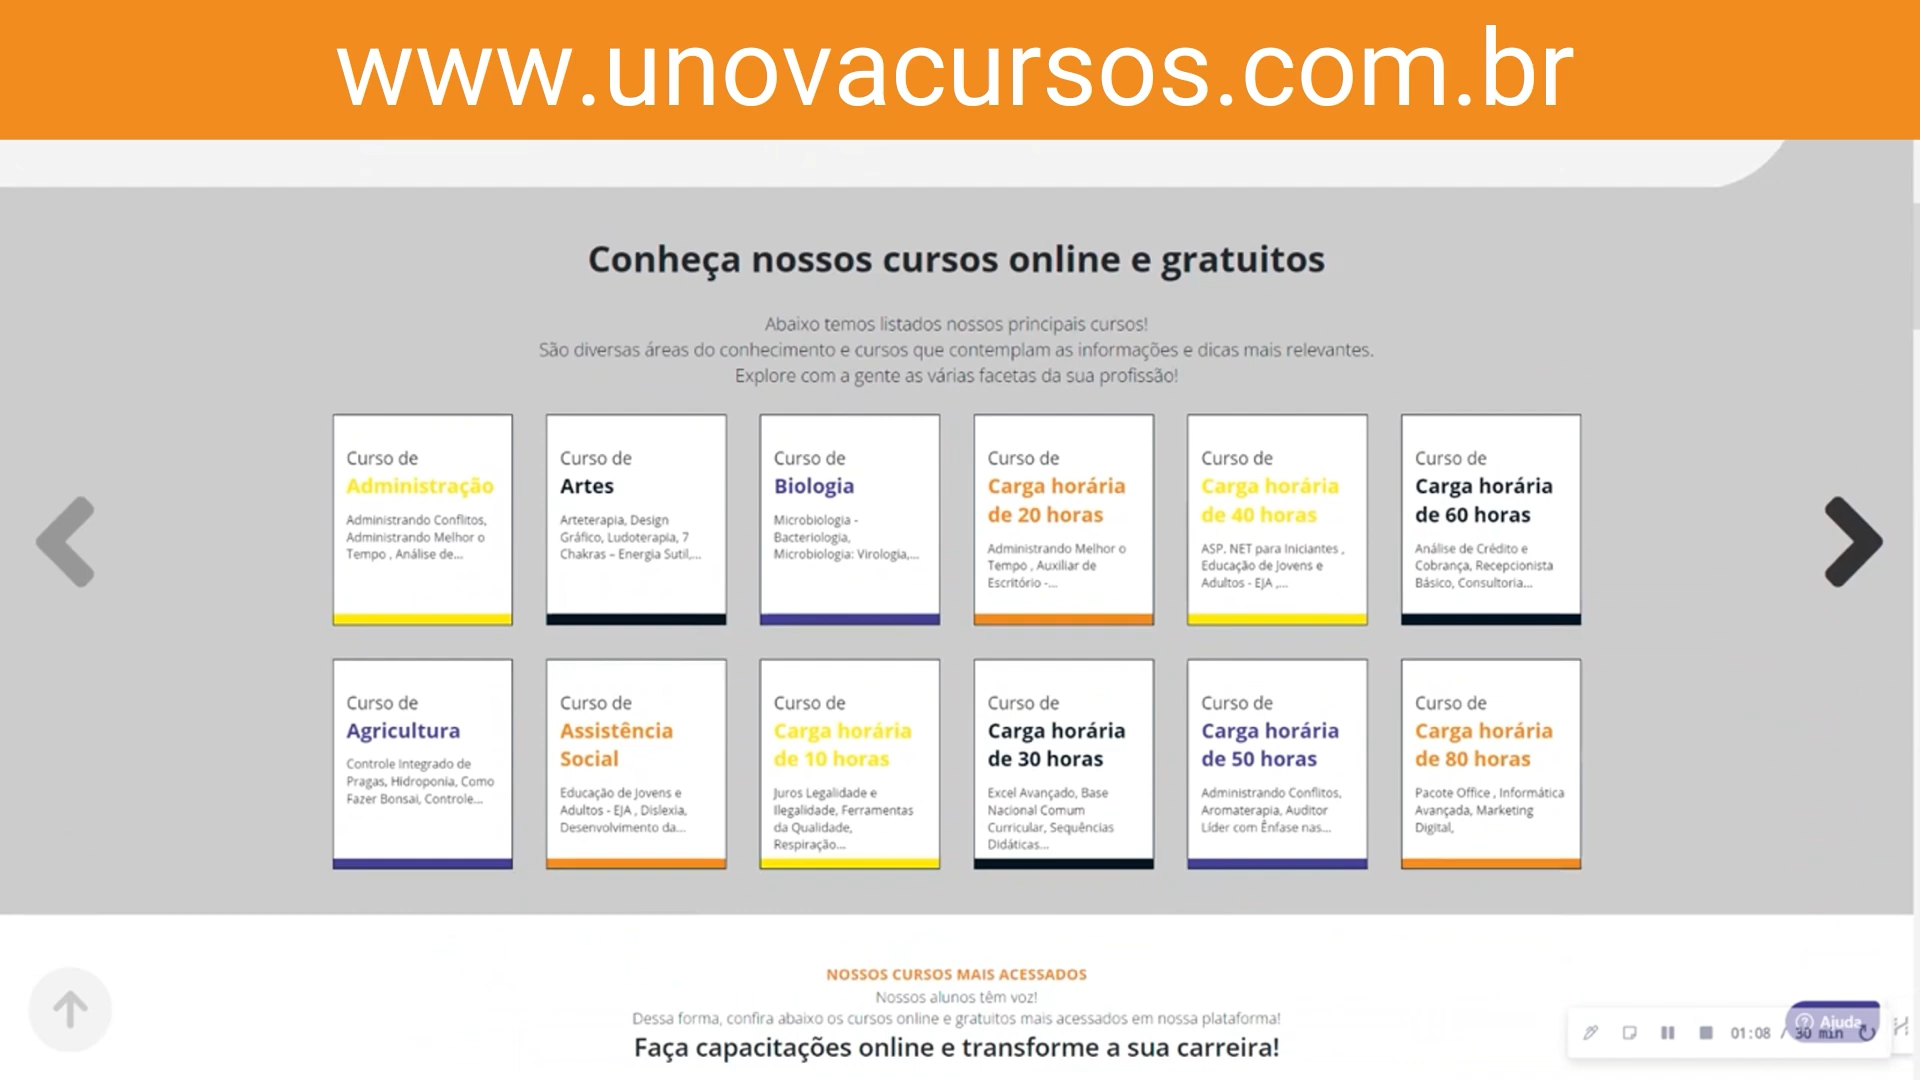 www.unovacursos.com.br
Conheça nossos cursos online e gratuitos
Abaixo temos listados nossos principais cursos!
São diversas áreas do conhecimento e cursos que contemplam as informações e dicas mais relevantes.
Explore com a gente as várias facetas da sua profissão!
Curso de
Administração
Administrando Conflitos,
Administrando Melhor o
Tempo , Análise de...
Curso de
Artes
Arteterapia, Design
Gráfico, Ludoterapia, 7
Chakras – Energia Sutil,...
Curso de
Biologia
Microbiologia -
Bacteriologia,
Microbiologia: Virologia,...
Curso de
Carga horária
de 20 horas
Administrando Melhor o
Tempo , Auxiliar de
Escritório -...
Curso de
Carga horária
de 40 horas
ASP. NET para Iniciantes ,
Educação de Jovens e
Adultos - EJA ,...
Curso de
Carga horária
de 60 horas
Análise de Crédito e
Cobrança, Recepcionista
Básico, Consultoria...
Curso de
Agricultura
Controle Integrado de
Pragas, Hidroponia, Como
Fazer Bonsai, Controle...
Curso de
Assistência
Social
Educação de Jovens e
Adultos - EJA , Dislexia,
Desenvolvimento da...
Curso de
Carga horária
de 10 horas
Juros Legalidade e
Ilegalidade, Ferramentas
da Qualidade,
Respiração...
Curso de
Carga horária
de 30 horas
Excel Avançado, Base
Nacional Comum
Curricular, Sequências
Didáticas...
Curso de
Carga horária
de 50 horas
Administrando Conflitos,
Aromaterapia, Auditor
Líder com Ênfase nas...
Curso de
Carga horária
de 80 horas
Pacote Office , Informática
Avançada, Marketing
Digital,
NOSSOS CURSOS MAIS ACESSADOS
Nossos alunos têm voz!
Dessa forma, confira abaixo os cursos online e gratuitos mais acessados em nossa plataforma!
Faça capacitações online e transforme a sua carreira!
Ajuda
01:08 / 30 min